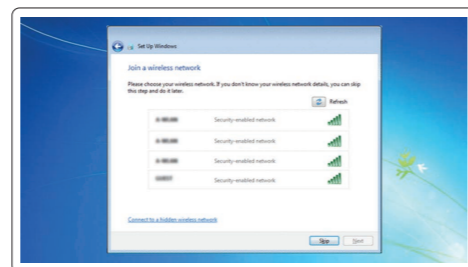 Set Up Windows
Join a wireless network
Please choose your wireless network. If you don't know your wireless network details, you can skip
this step and do it later.
Refresh
Security-enabled network
Security-enabled network
Security-enabled network
Security-enabled network
Connect to a hidden wireless network
Skip Next